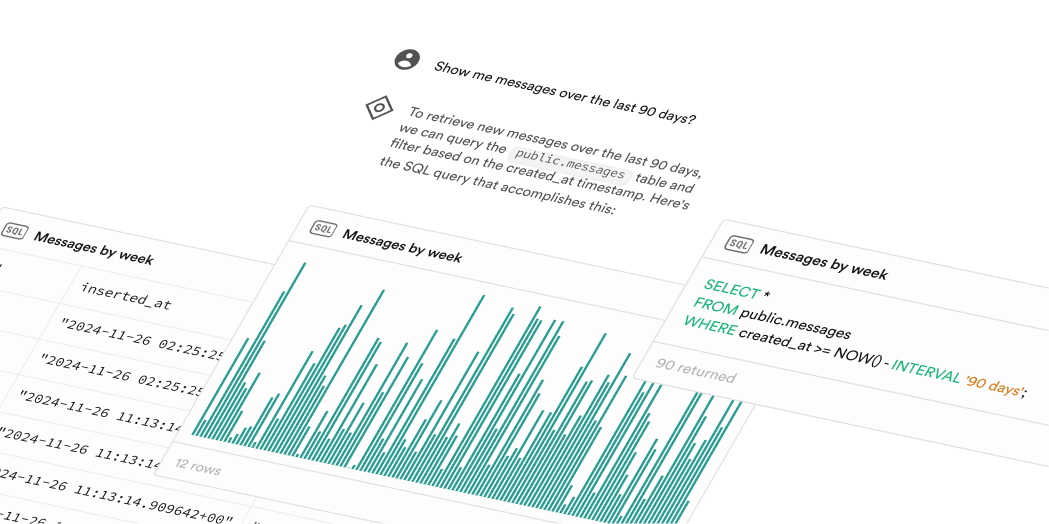 Show me messages over the last 90 days?
To retrieve new messages over the last 90 days,
we can query the public.messages table and
filter based on the created_at timestamp. Here's
the SQL query that accomplishes this:
SQL Messages by week
inserted_at
"2024-11-26 02:25:25
"2024-11-26 02:25:25
"2024-11-26 11:13:14
"2024-11-26 11:13:14
24-11-26 11:13:14.909642+00"
SQL Messages by week
12 rows
SQL Messages by week
SELECT *
FROM public.messages
WHERE created_at >= NOW() - INTERVAL '90 days';
90 returned